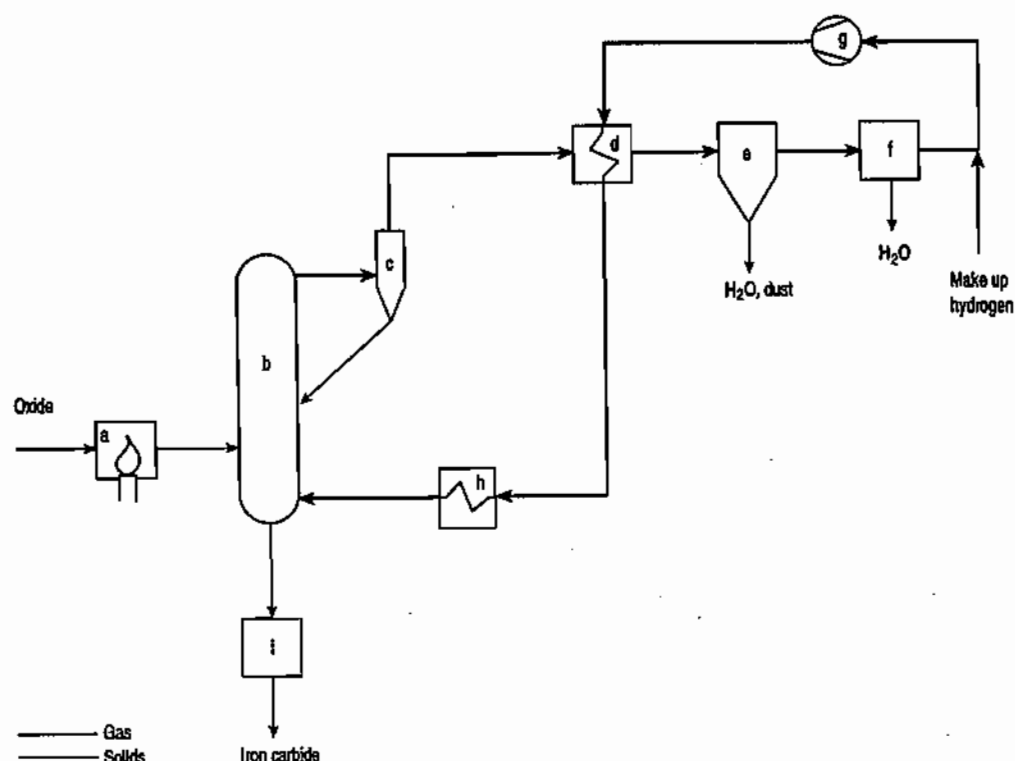 g
d
e
f
H₂O
H₂O, dust
Make up
hydrogen
c
b
Oxide
a
h
i
Gas
Solids
Iron carbide